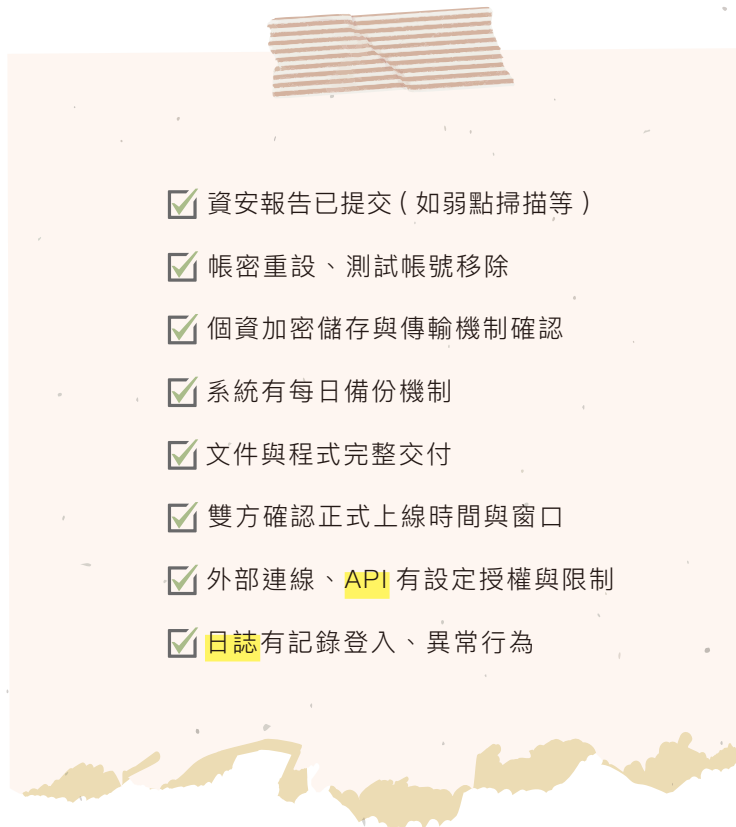 資安報告已提交 ( 如弱點掃描等 )
帳密重設、測試帳號移除
個資加密儲存與傳輸機制確認
系統有每日備份機制
文件與程式完整交付
雙方確認正式上線時間與窗口
外部連線、API 有設定授權與限制
日誌有記錄登入、異常行為